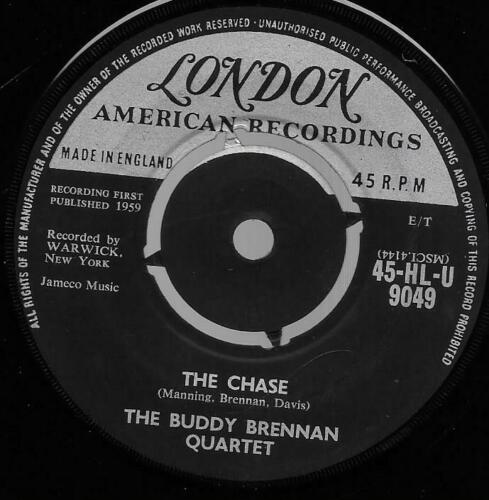 ALL RIGHTS OF THE MANUFACTURER AND OF THE OWNER OF THE RECORDED WORK RESERVED · UNAUTHORISED PUBLIC PERFORMANCE BROADCASTING AND COPYING OF THIS RECORD PROHIBITED
LONDON
AMERICAN RECORDINGS
MADE IN ENGLAND
45 R.P.M
RECORDING FIRST
PUBLISHED 1959
E/T
Recorded by
WARWICK,
New York
(MSCI.4144)
45-HL-U
9049
Jameco Music
THE CHASE
(Manning, Brennan, Davis)
THE BUDDY BRENNAN
QUARTET